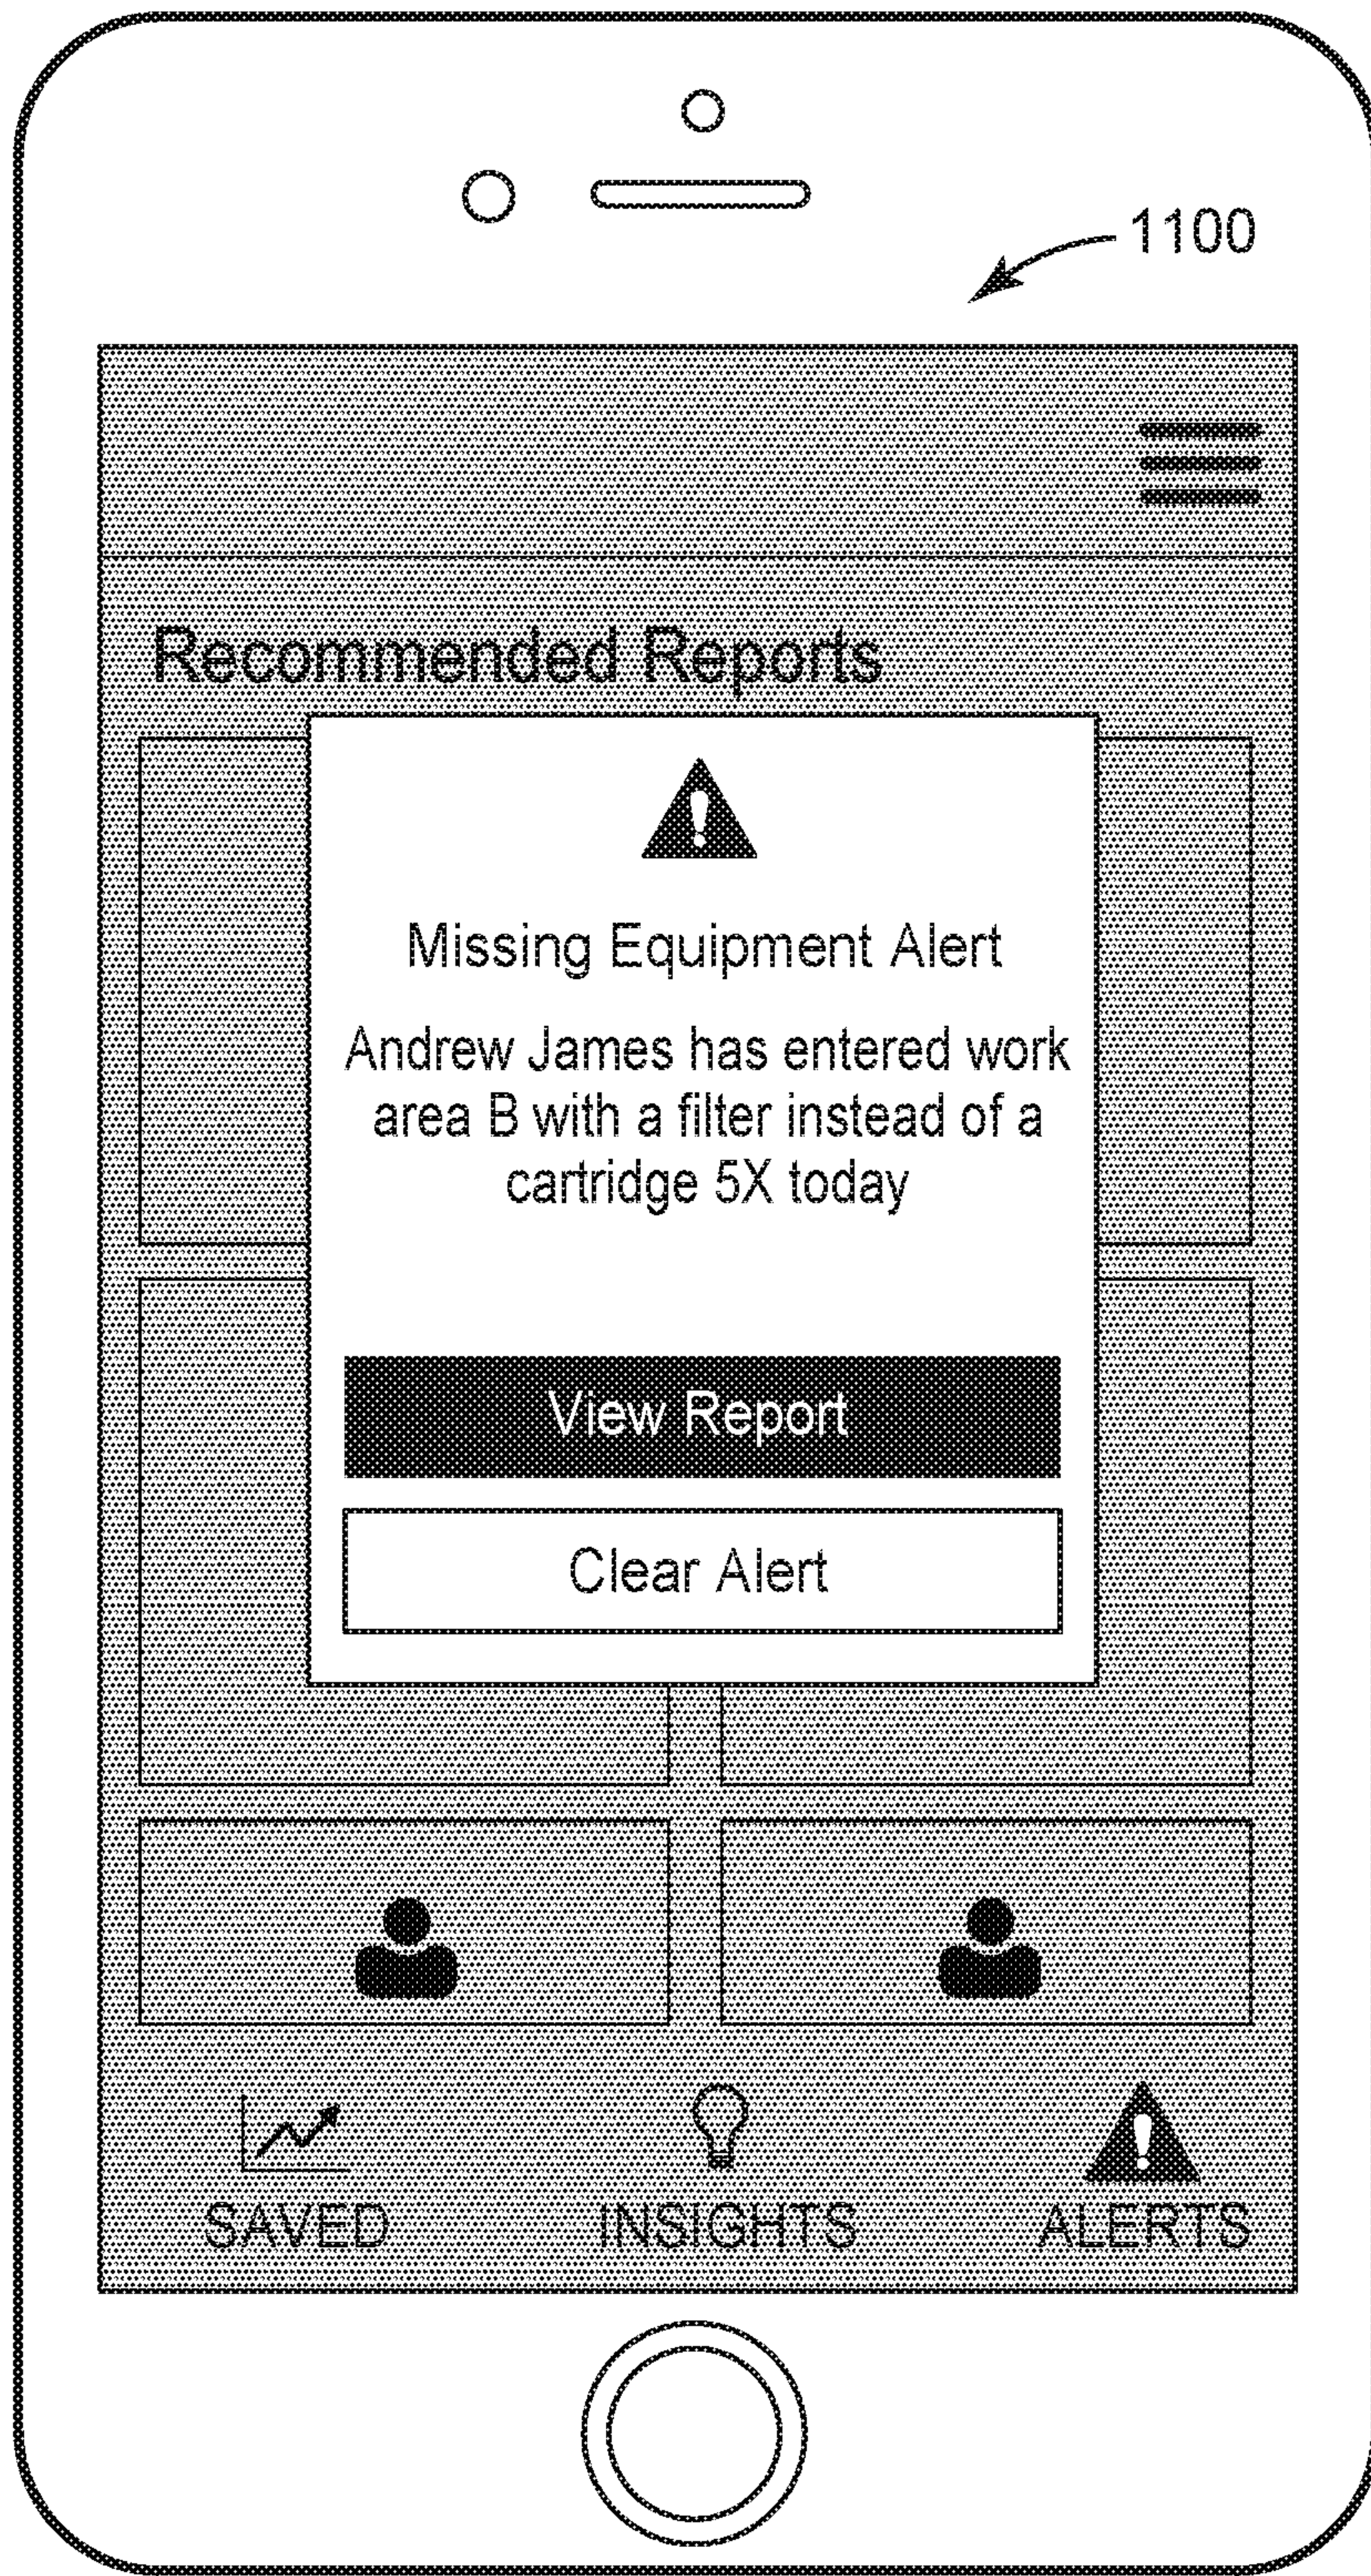 1100
Recommended Reports
Missing Equipment Alert
Andrew James has entered work
area B with a filter instead of a
cartridge 5X today
View Report
Clear Alert
SAVED INSIGHTS ALERTS